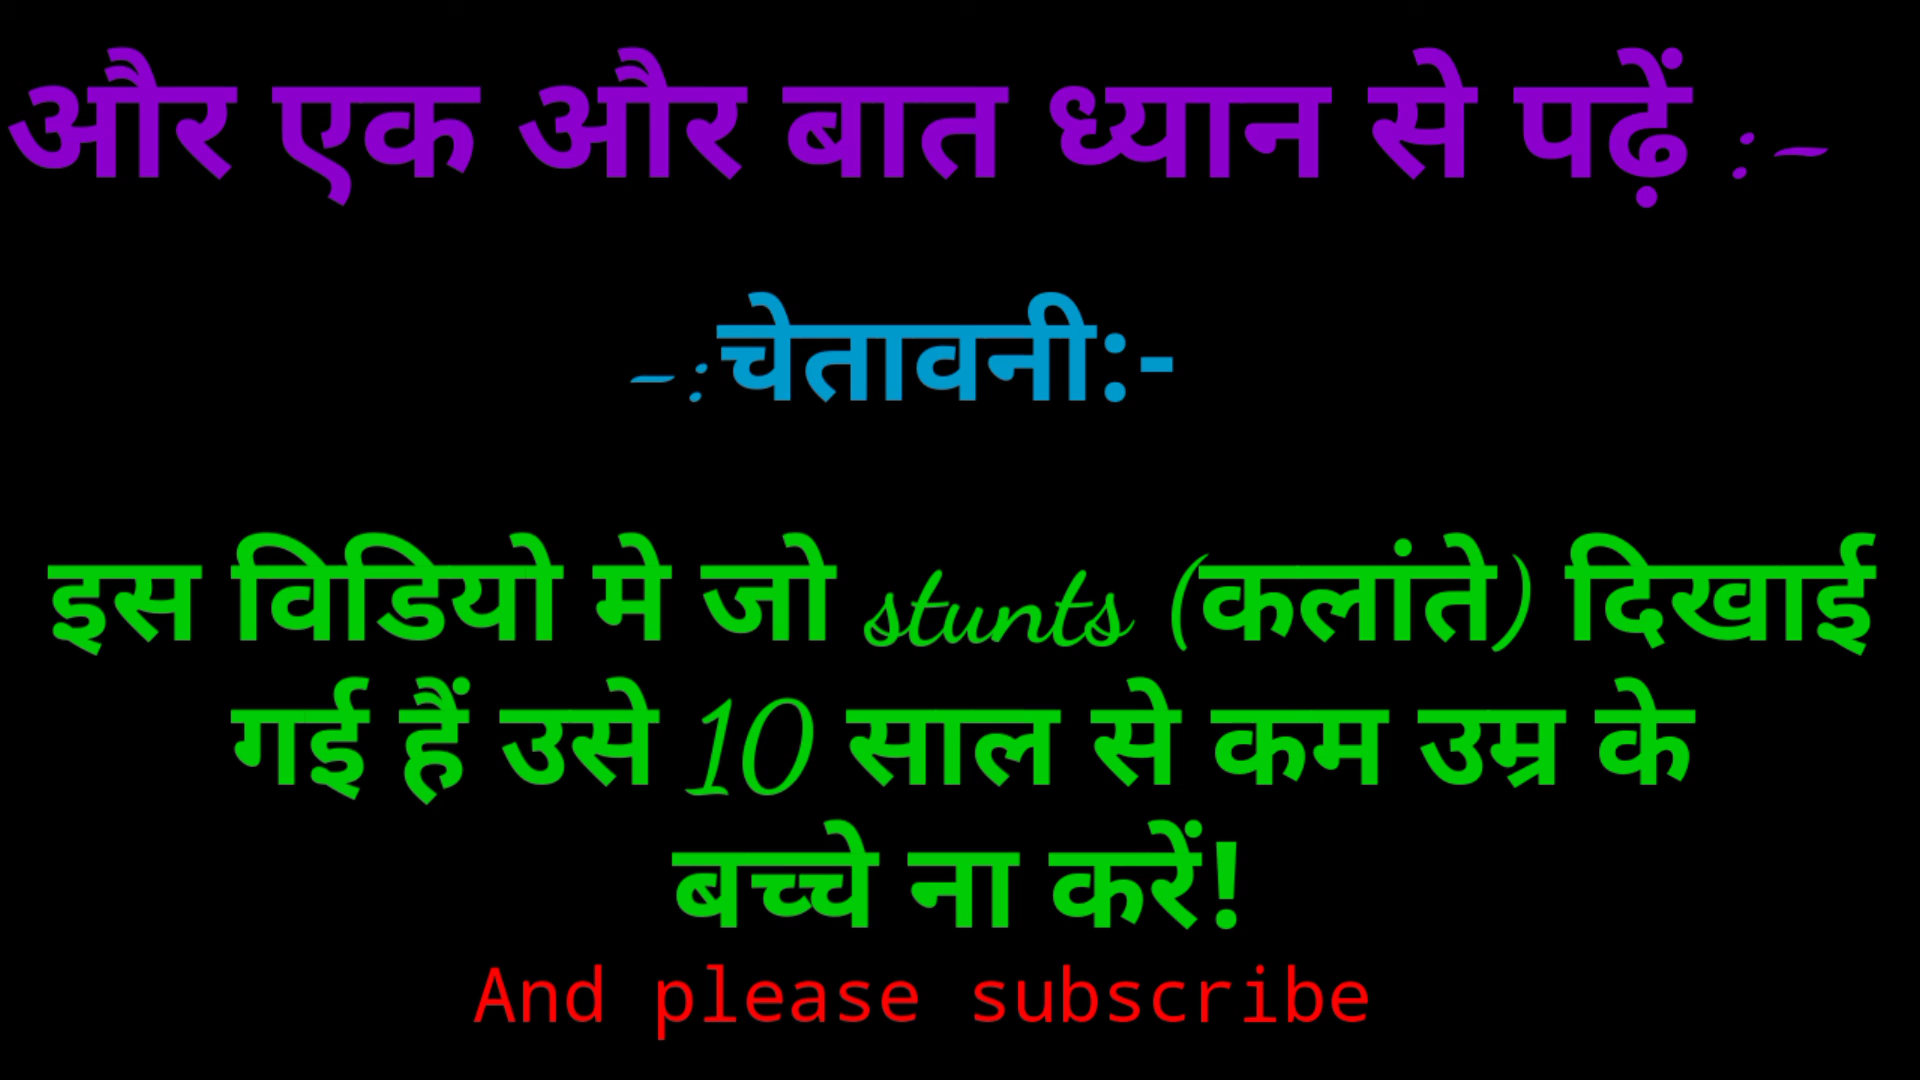 और एक और बात ध्यान से पढ़ें :-
-:चेतावनी:-
इस विडियो मे जो stunts (कलांते) दिखाई
गई हैं उसे 10 साल से कम उम्र के
बच्चे ना करें!
And please subscribe